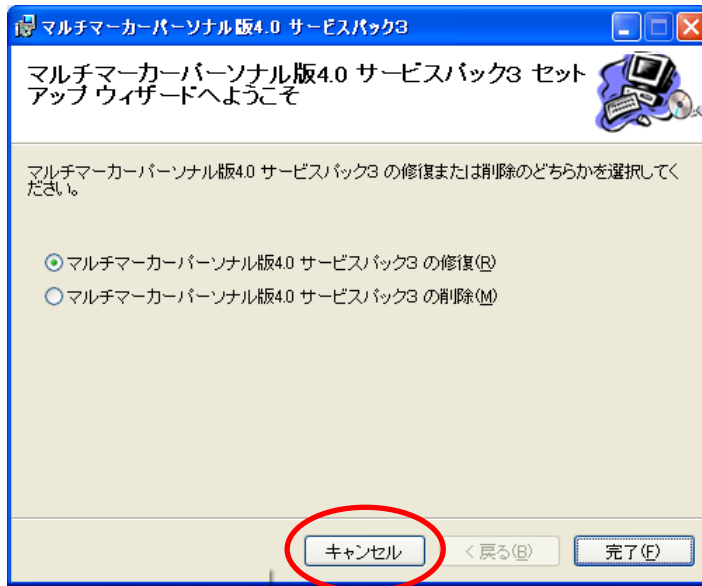 マルチマーカーパーソナル版4.0 サービスパック3
マルチマーカーパーソナル版4.0 サービスパック3 セット
アップ ウィザードへようこそ
マルチマーカーパーソナル版4.0 サービスパック3 の修復または削除のどちらかを選択してく
ださい。
マルチマーカーパーソナル版4.0 サービスパック3 の修復(R)
マルチマーカーパーソナル版4.0 サービスパック3 の削除(M)
キャンセル
< 戻る(B)
完了(F)